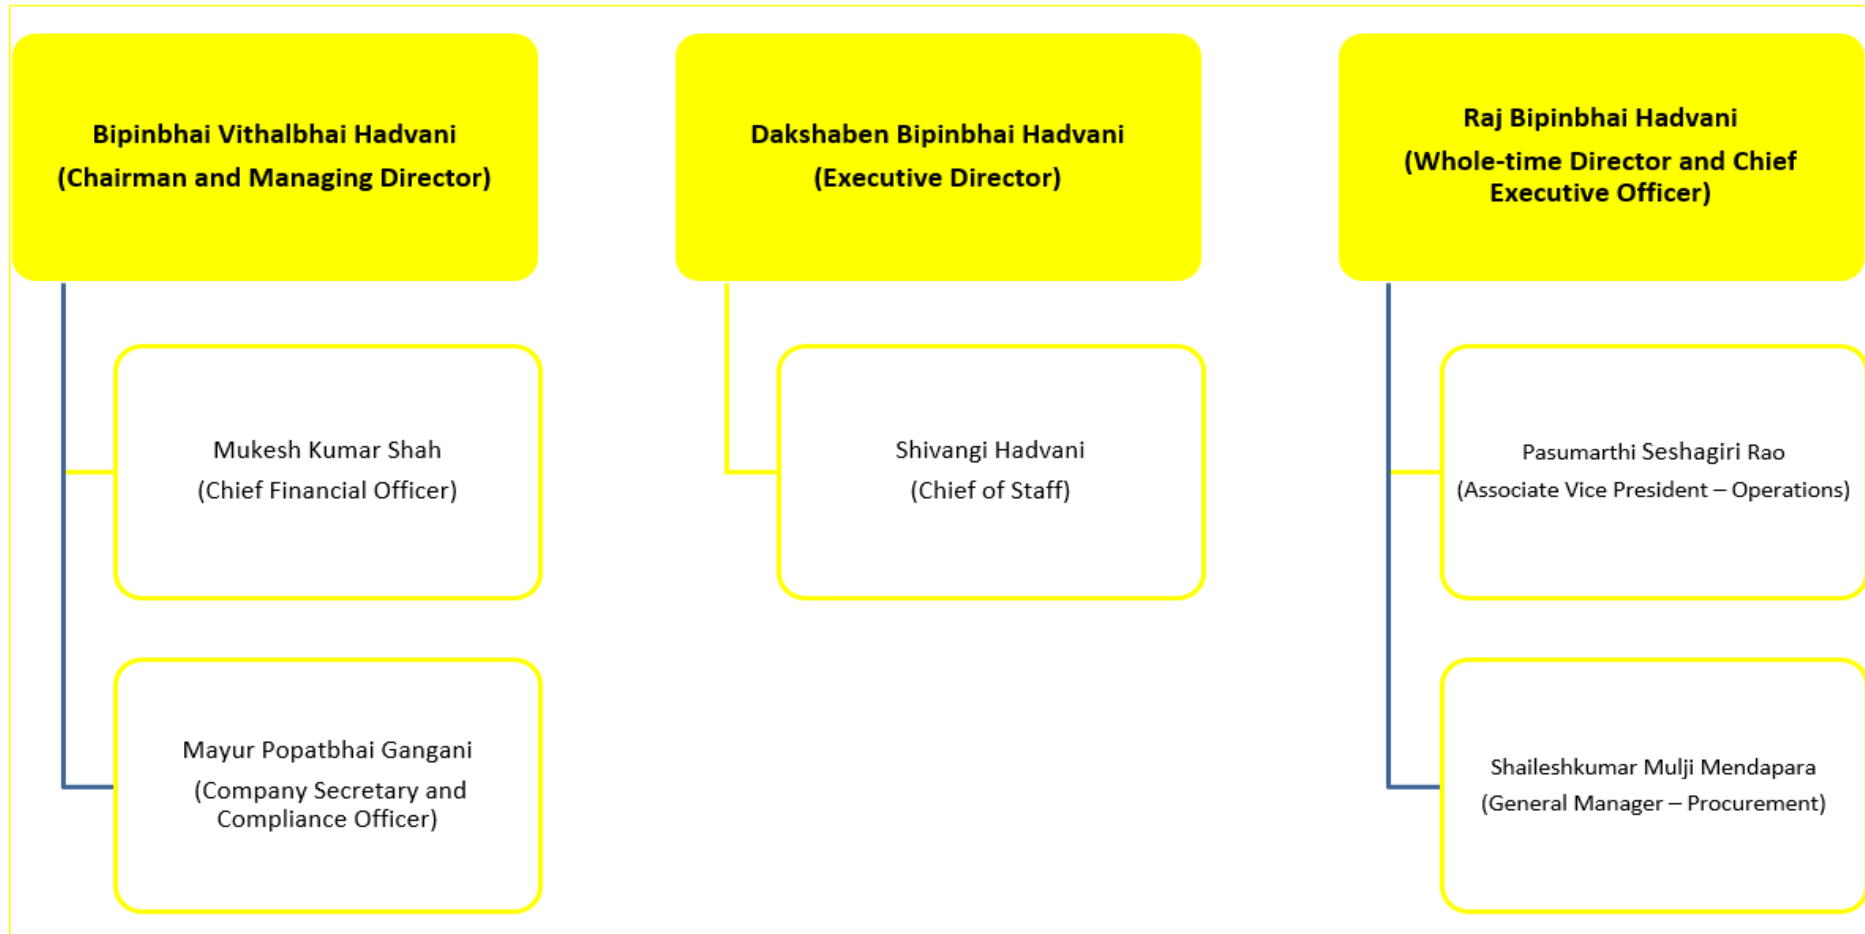 Bipinbhai Vithalbhai Hadvani
(Chairman and Managing Director)
Mukesh Kumar Shah
(Chief Financial Officer)
Mayur Popatbhai Gangani
(Company Secretary and
Compliance Officer)
Dakshaben Bipinbhai Hadvani
(Executive Director)
Shivangi Hadvani
(Chief of Staff)
Raj Bipinbhai Hadvani
(Whole-time Director and Chief
Executive Officer)
Pasumarthi Seshagiri Rao
(Associate Vice President – Operations)
Shaileshkumar Mulji Mendapara
(General Manager – Procurement)